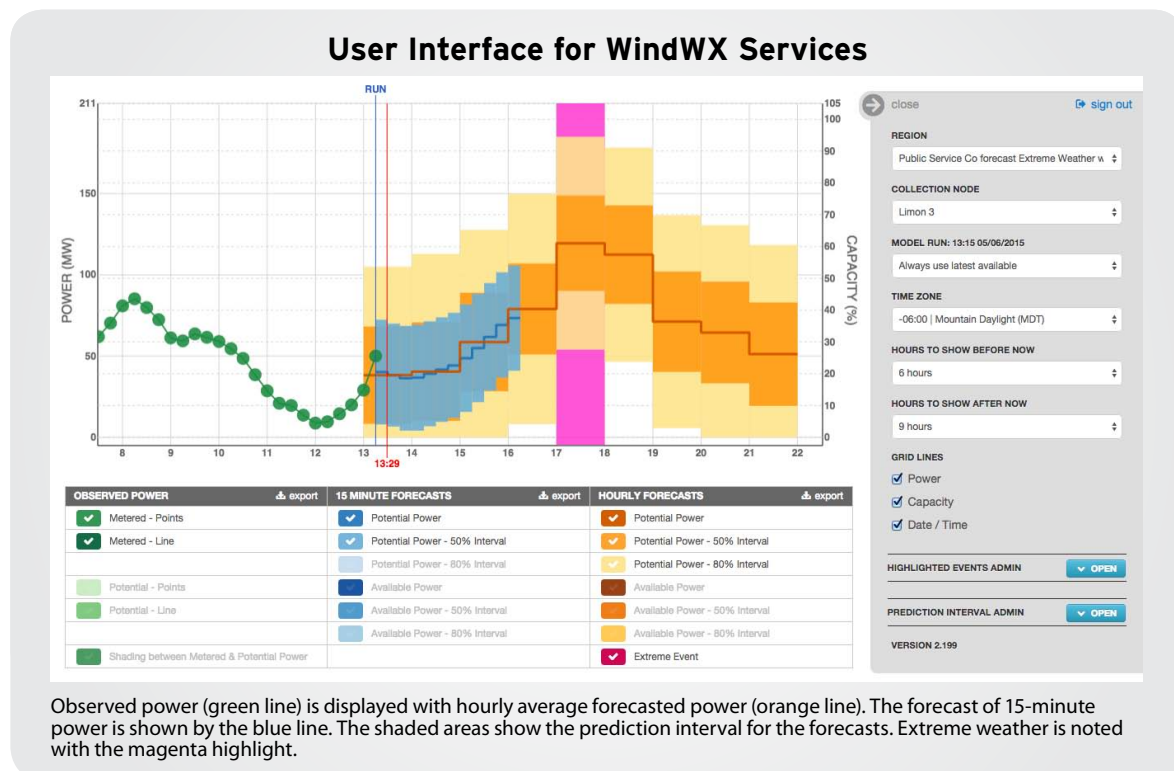 User Interface for WindWX Services
RUN
211
150
100
50
0
POWER (MW)
105
100
90
80
70
60
50
40
30
20
10
0
CAPACITY (%)
8 9 10 11 12 13 14 15 16 17 18 19 20 21 22
13:29
OBSERVED POWER export 15 MINUTE FORECASTS export HOURLY FORECASTS export
Metered - Points Potential Power Potential Power
Metered - Line Potential Power - 50% Interval Potential Power - 50% Interval
Potential Power - 80% Interval Potential Power - 80% Interval
Potential - Points Available Power Available Power
Potential - Line Available Power - 50% Interval Available Power - 50% Interval
Available Power - 80% Interval Available Power - 80% Interval
Shading between Metered & Potential Power Extreme Event
close sign out
REGION
Public Service Co forecast Extreme Weather w
COLLECTION NODE
Limon 3
MODEL RUN: 13:15 05/06/2015
Always use latest available
TIME ZONE
-06:00 | Mountain Daylight (MDT)
HOURS TO SHOW BEFORE NOW
6 hours
HOURS TO SHOW AFTER NOW
9 hours
GRID LINES
Power
Capacity
Date / Time
HIGHLIGHTED EVENTS ADMIN OPEN
PREDICTION INTERVAL ADMIN OPEN
VERSION 2.199
Observed power (green line) is displayed with hourly average forecasted power (orange line). The forecast of 15-minute
power is shown by the blue line. The shaded areas show the prediction interval for the forecasts. Extreme weather is noted
with the magenta highlight.